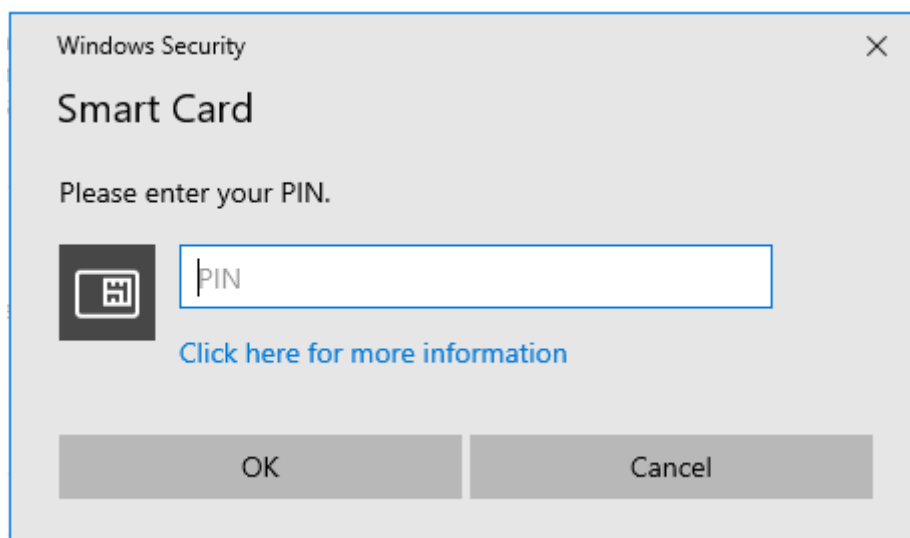 Windows Security
Smart Card
Please enter your PIN.
PIN
Click here for more information
OK
Cancel